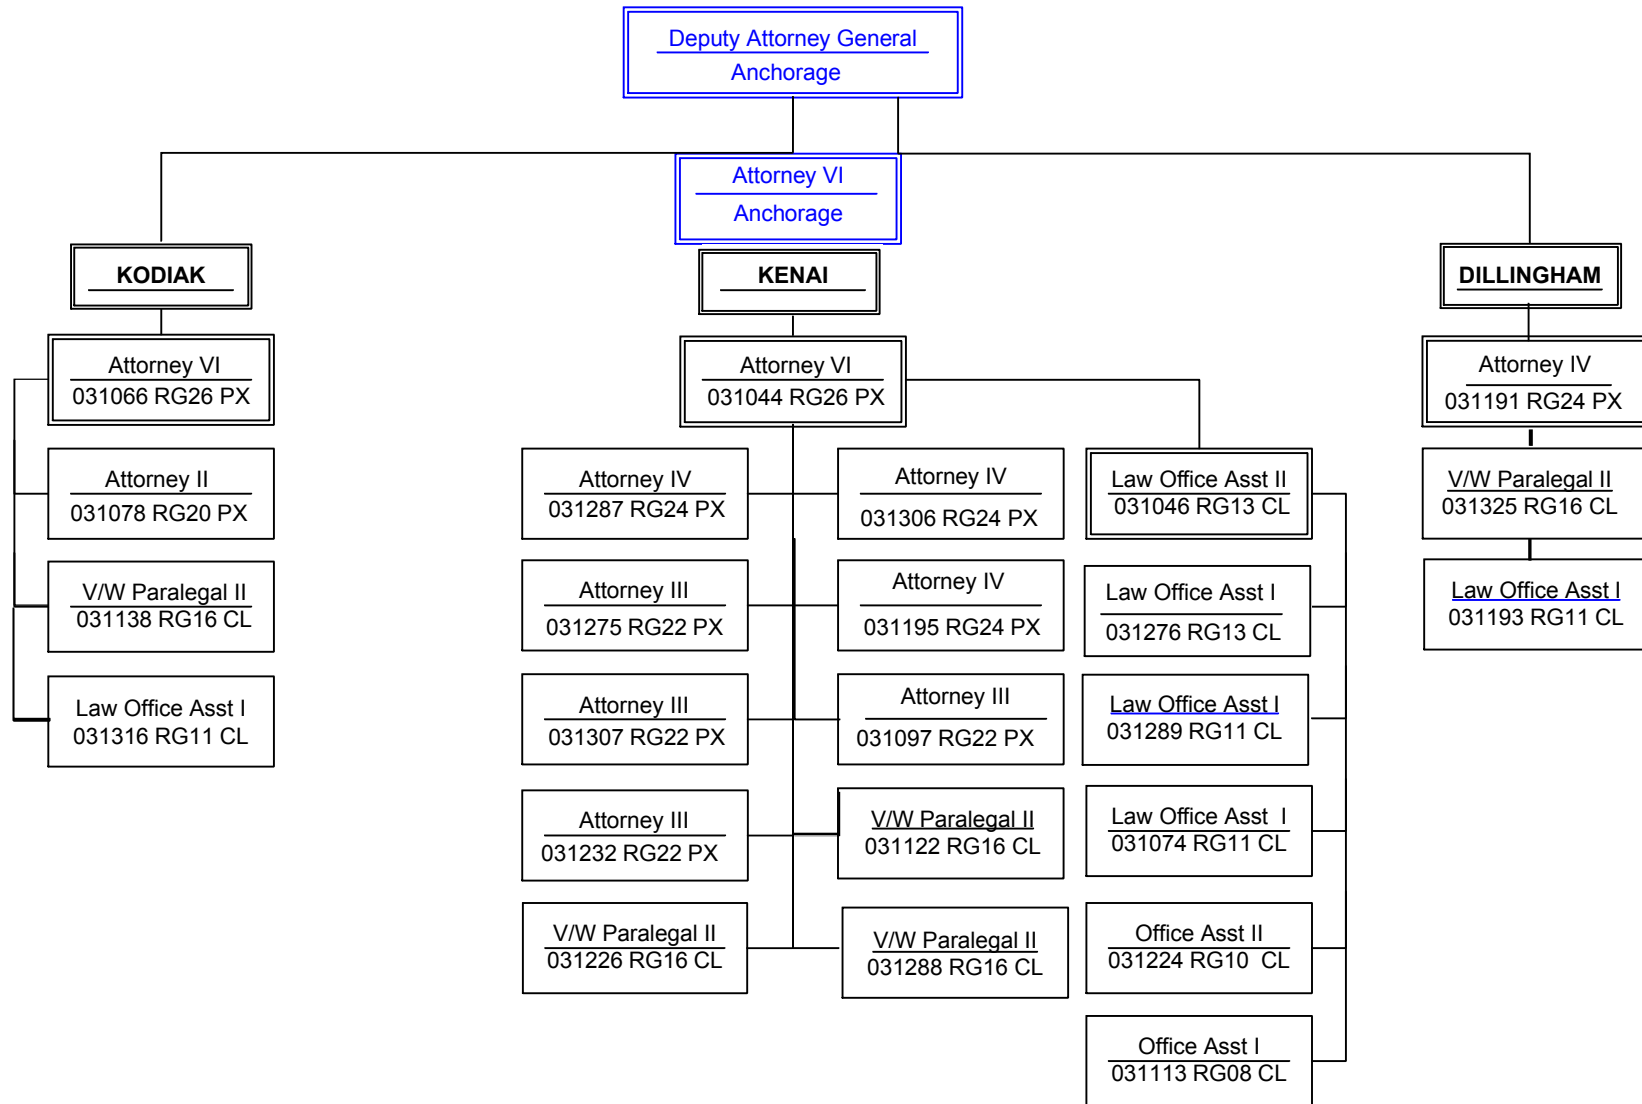 Deputy Attorney General
Anchorage
Attorney VI
Anchorage
KODIAK
Attorney VI
031066 RG26 PX
Attorney II
031078 RG20 PX
V/W Paralegal II
031138 RG16 CL
Law Office Asst I
031316 RG11 CL
KENAI
Attorney VI
031044 RG26 PX
Attorney IV
031287 RG24 PX
Attorney III
031275 RG22 PX
Attorney III
031307 RG22 PX
Attorney III
031232 RG22 PX
V/W Paralegal II
031226 RG16 CL
Attorney IV
031306 RG24 PX
Attorney IV
031195 RG24 PX
Attorney III
031097 RG22 PX
V/W Paralegal II
031122 RG16 CL
V/W Paralegal II
031288 RG16 CL
Law Office Asst II
031046 RG13 CL
Law Office Asst I
031276 RG13 CL
Law Office Asst I
031289 RG11 CL
Law Office Asst  I
031074 RG11 CL
Office Asst II
031224 RG10  CL
Office Asst I
031113 RG08 CL
DILLINGHAM
Attorney IV
031191 RG24 PX
V/W Paralegal II
031325 RG16 CL
Law Office Asst I
031193 RG11 CL